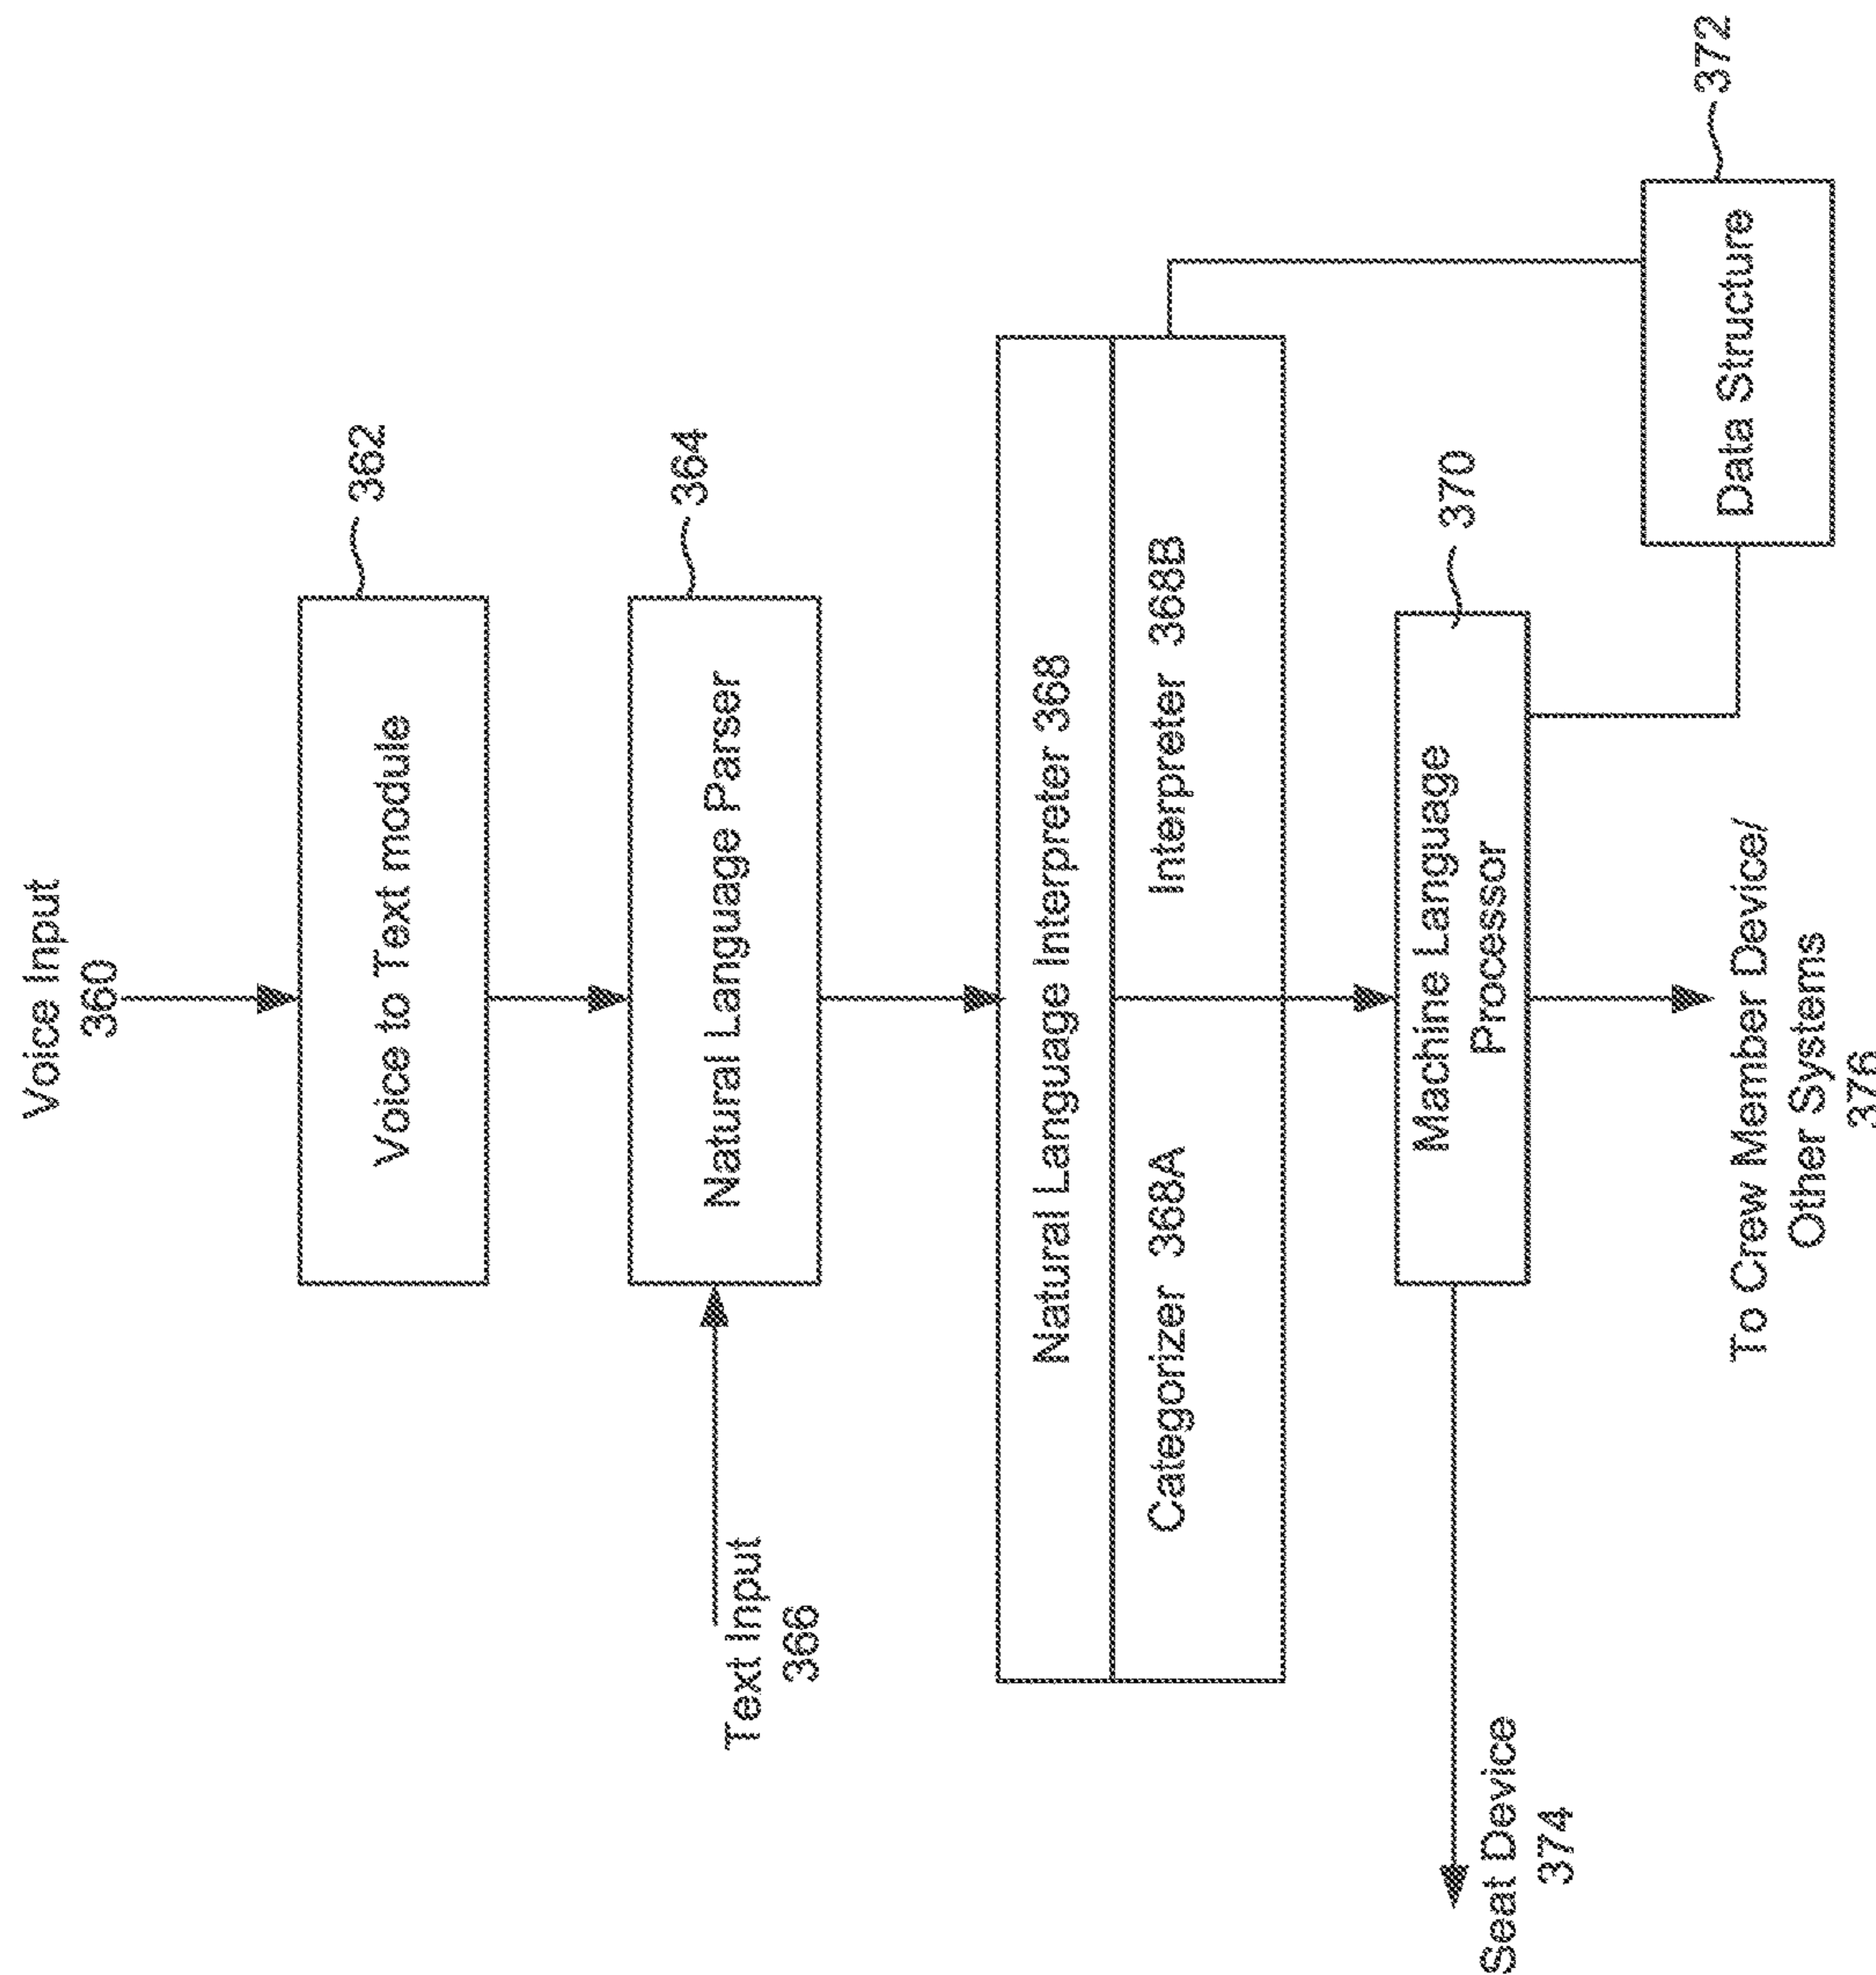 Voice Input
360
Voice to Text module
362
Natural Language Parser
364
Text Input
366
Natural Language Interpreter 368
Categorizer 368A
Interpreter 368B
Machine Language
Processor
370
Data Structure
372
Seat Device
374
To Crew Member Device/
Other Systems
376